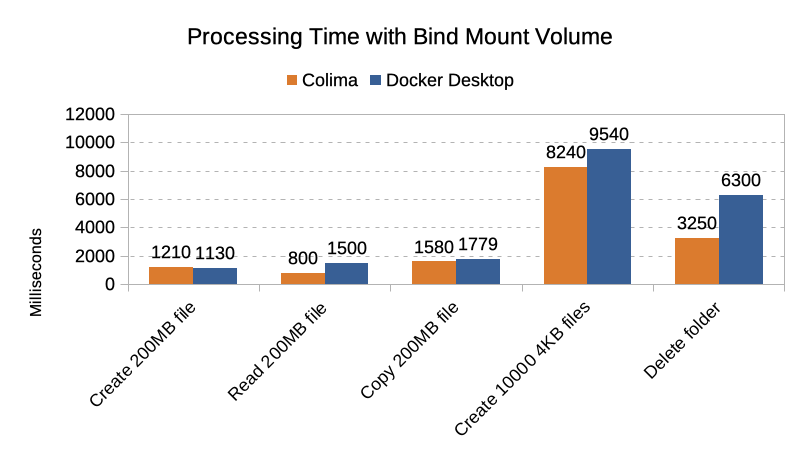 Processing Time with Bind Mount Volume
Colima Docker Desktop
Milliseconds
12000
10000
8000
6000
4000
2000
0
1210 1130
800 1500
1580 1779
8240 9540
3250 6300
Create 200MB file
Read 200MB file
Copy 200MB file
Create 10000 4KB files
Delete folder